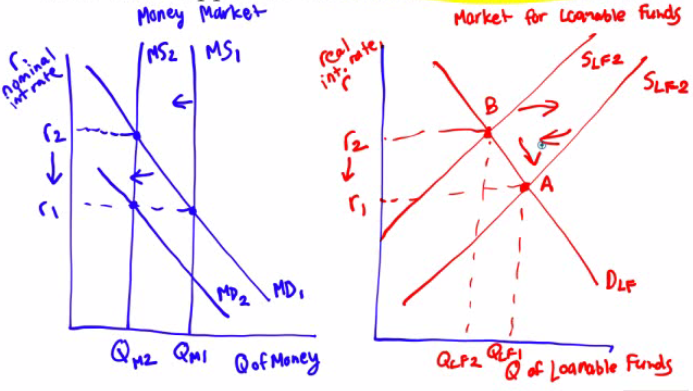 Money Market
r.
nominal
int rate
MS2
MS1
r2
r1
MD2
MD1
QM2
QM1
Q of Money
Market for Loanable Funds
real
int. rate
r
SLF2
SLF2
B
A
r2
r1
DLF
QLF2
QLF1
Q of Loanable Funds